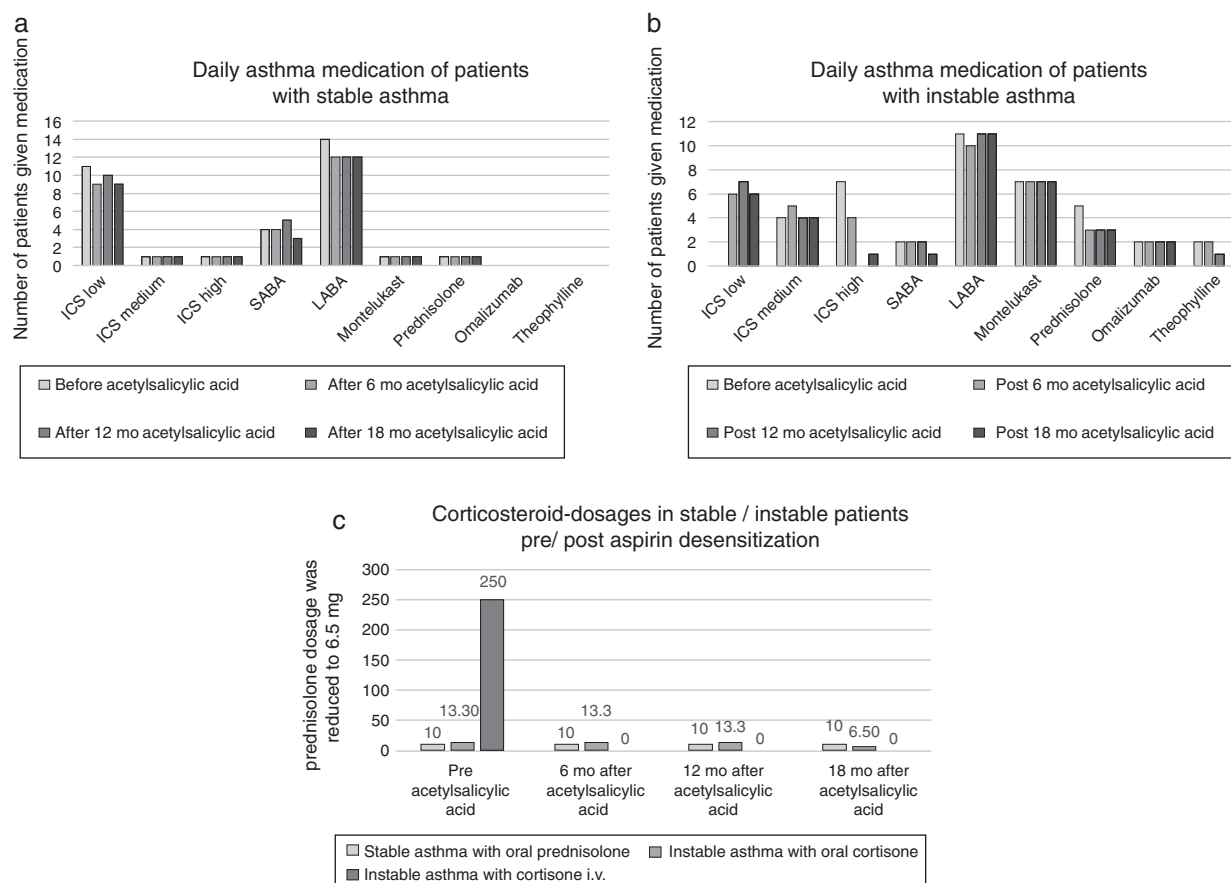 a
Daily asthma medication of patients
with stable asthma
Number of patients given medication
16
14
12
10
8
6
4
2
0
ICS low
ICS medium
ICS high
SABA
LABA
Montelukast
Prednisolone
Omalizumab
Theophylline
Before acetylsalicylic acid
After 6 mo acetylsalicylic acid
After 12 mo acetylsalicylic acid
After 18 mo acetylsalicylic acid
b
Daily asthma medication of patients
with instable asthma
Number of patients given medication
12
10
8
6
4
2
0
ICS low
ICS medium
ICS high
SABA
LABA
Montelukast
Prednisolone
Omalizumab
Theophylline
Before acetylsalicylic acid
Post 6 mo acetylsalicylic acid
Post 12 mo acetylsalicylic acid
Post 18 mo acetylsalicylic acid
c
Corticosteroid-dosages in stable / instable patients
pre/ post aspirin desensitization
prednisolone dosage was
reduced to 6.5 mg
300
250
200
150
100
50
0
10
13.30
250
10
13.3
0
10
13.3
0
10
6.50
0
Pre
acetylsalicylic
acid
6 mo after
acetylsalicylic
acid
12 mo after
acetylsalicylic
acid
18 mo after
acetylsalicylic
acid
Stable asthma with oral prednisolone
Instable asthma with oral cortisone
Instable asthma with cortisone i.v.